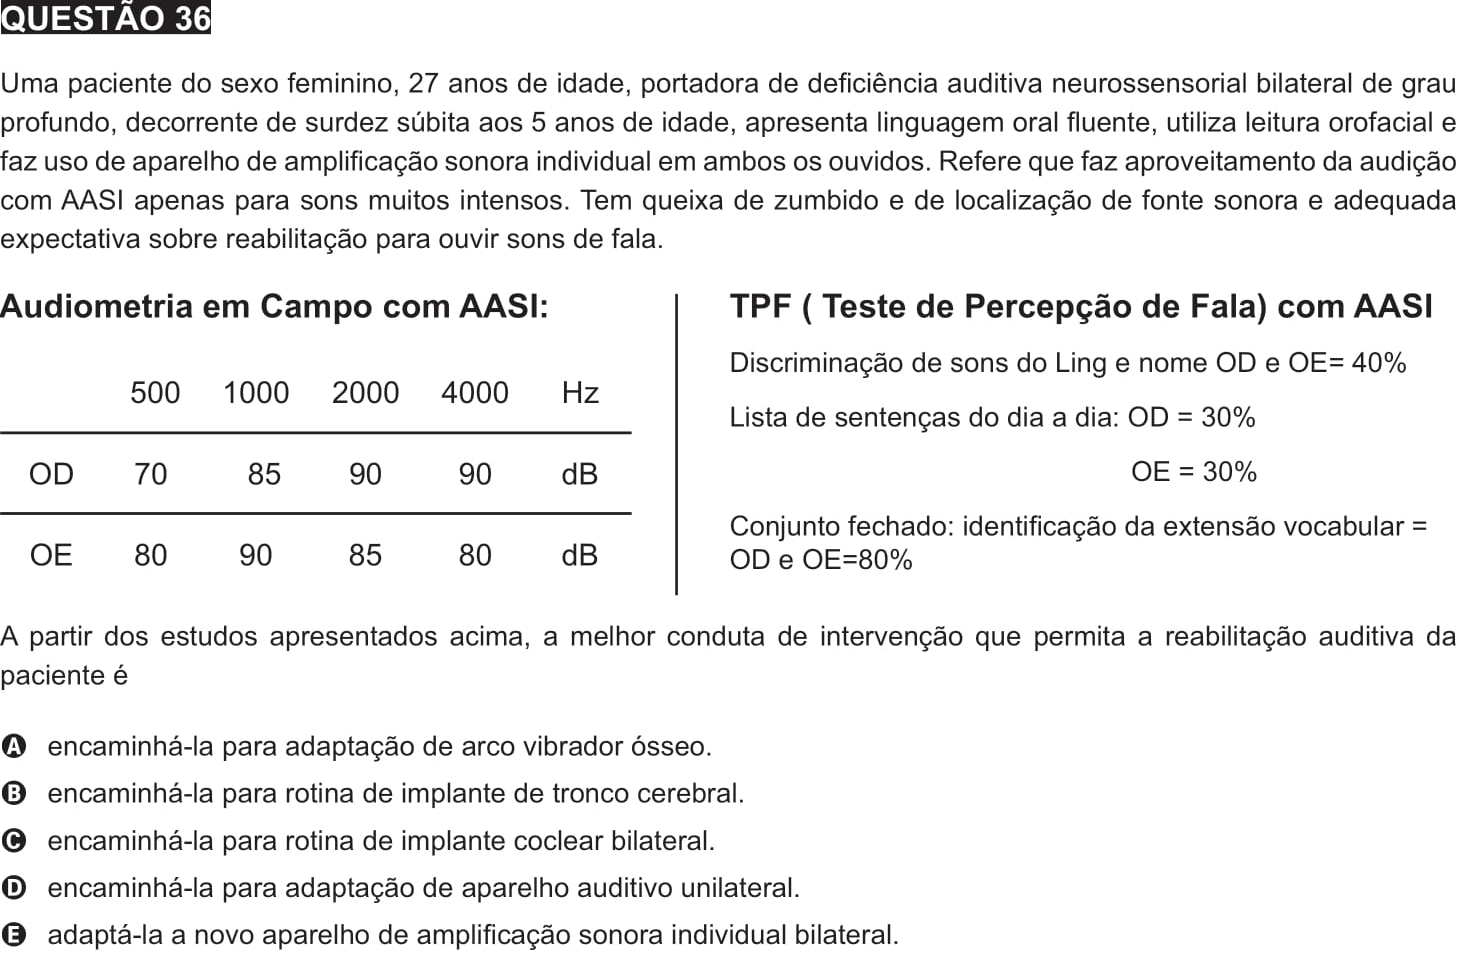 QUESTÃO 36
Uma paciente do sexo feminino, 27 anos de idade, portadora de deficiência auditiva neurossensorial bilateral de grau
profundo, decorrente de surdez súbita aos 5 anos de idade, apresenta linguagem oral fluente, utiliza leitura orofacial e
faz uso de aparelho de amplificação sonora individual em ambos os ouvidos. Refere que faz aproveitamento da audição
com AASI apenas para sons muitos intensos. Tem queixa de zumbido e de localização de fonte sonora e adequada
expectativa sobre reabilitação para ouvir sons de fala.
Audiometria em Campo com AASI:
500 1000 2000 4000 Hz
OD 70 85 90 90 dB
OE 80 90 85 80 dB
TPF ( Teste de Percepção de Fala) com AASI
Discriminação de sons do Ling e nome OD e OE= 40%
Lista de sentenças do dia a dia: OD = 30%
OE = 30%
Conjunto fechado: identificação da extensão vocabular =
OD e OE=80%
A partir dos estudos apresentados acima, a melhor conduta de intervenção que permita a reabilitação auditiva da
paciente é
A encaminhá-la para adaptação de arco vibrador ósseo.
B encaminhá-la para rotina de implante de tronco cerebral.
C encaminhá-la para rotina de implante coclear bilateral.
D encaminhá-la para adaptação de aparelho auditivo unilateral.
E adaptá-la a novo aparelho de amplificação sonora individual bilateral.